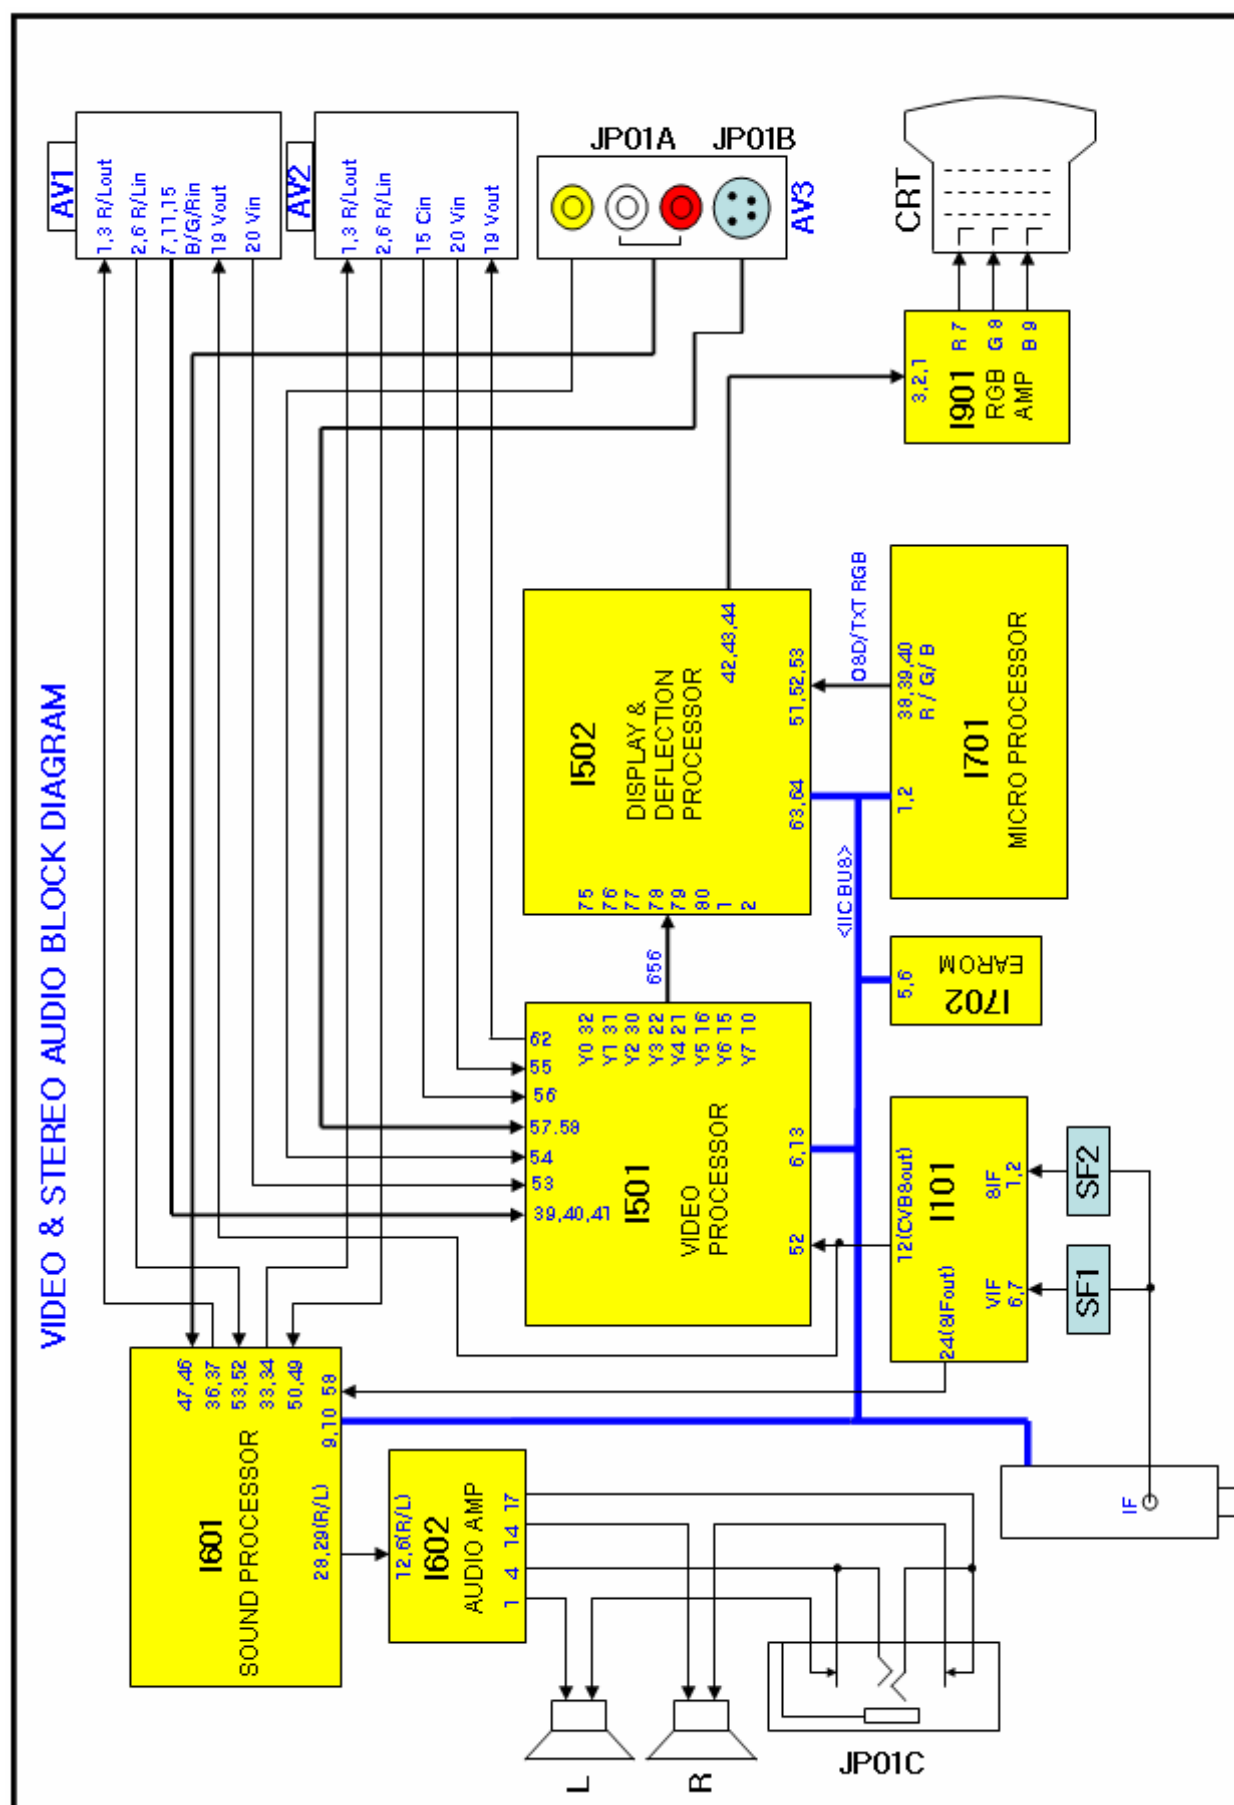 VIDEO & STEREO AUDIO BLOCK DIAGRAM
AV1
1,3 R/Lout
2,6 R/Lin
7,11,15
B/G/Rin
19 Vout
20 Vin
AV2
1,3 R/Lout
2,6 R/Lin
15 Cin
20 Vin
19 Vout
JP01A
JP01B
AV3
CRT
3,2,1
R 7
G 8
B 9
I901
RGB
AMP
I502
DISPLAY &
DEFLECTION
PROCESSOR
42,43,44
51,52,53
63,64
75
76
77
78
79
80
1
2
OSD/TXT RGB
38,39,40
R / G/ B
1,2
I701
MICRO PROCESSOR
<IIC BUS>
656
5,6
I702
EAROM
62
55
56
57.58
54
53
39,40,41
Y0 32
Y1 31
Y2 30
Y3 22
Y4 21
Y5 16
Y6 15
Y7 10
I501
VIDEO
PROCESSOR
6,13
52
12(CVBSout)
24(SIFout)
I101
SIF
1,2
VIF
6,7
SF2
SF1
IF
47,46
36,37
53,52
33,34
50,49
58
9,10
28,29(R/L)
I601
SOUND PROCESSOR
12,6(R/L)
I602
AUDIO AMP
1
4
14
17
L
R
JP01C